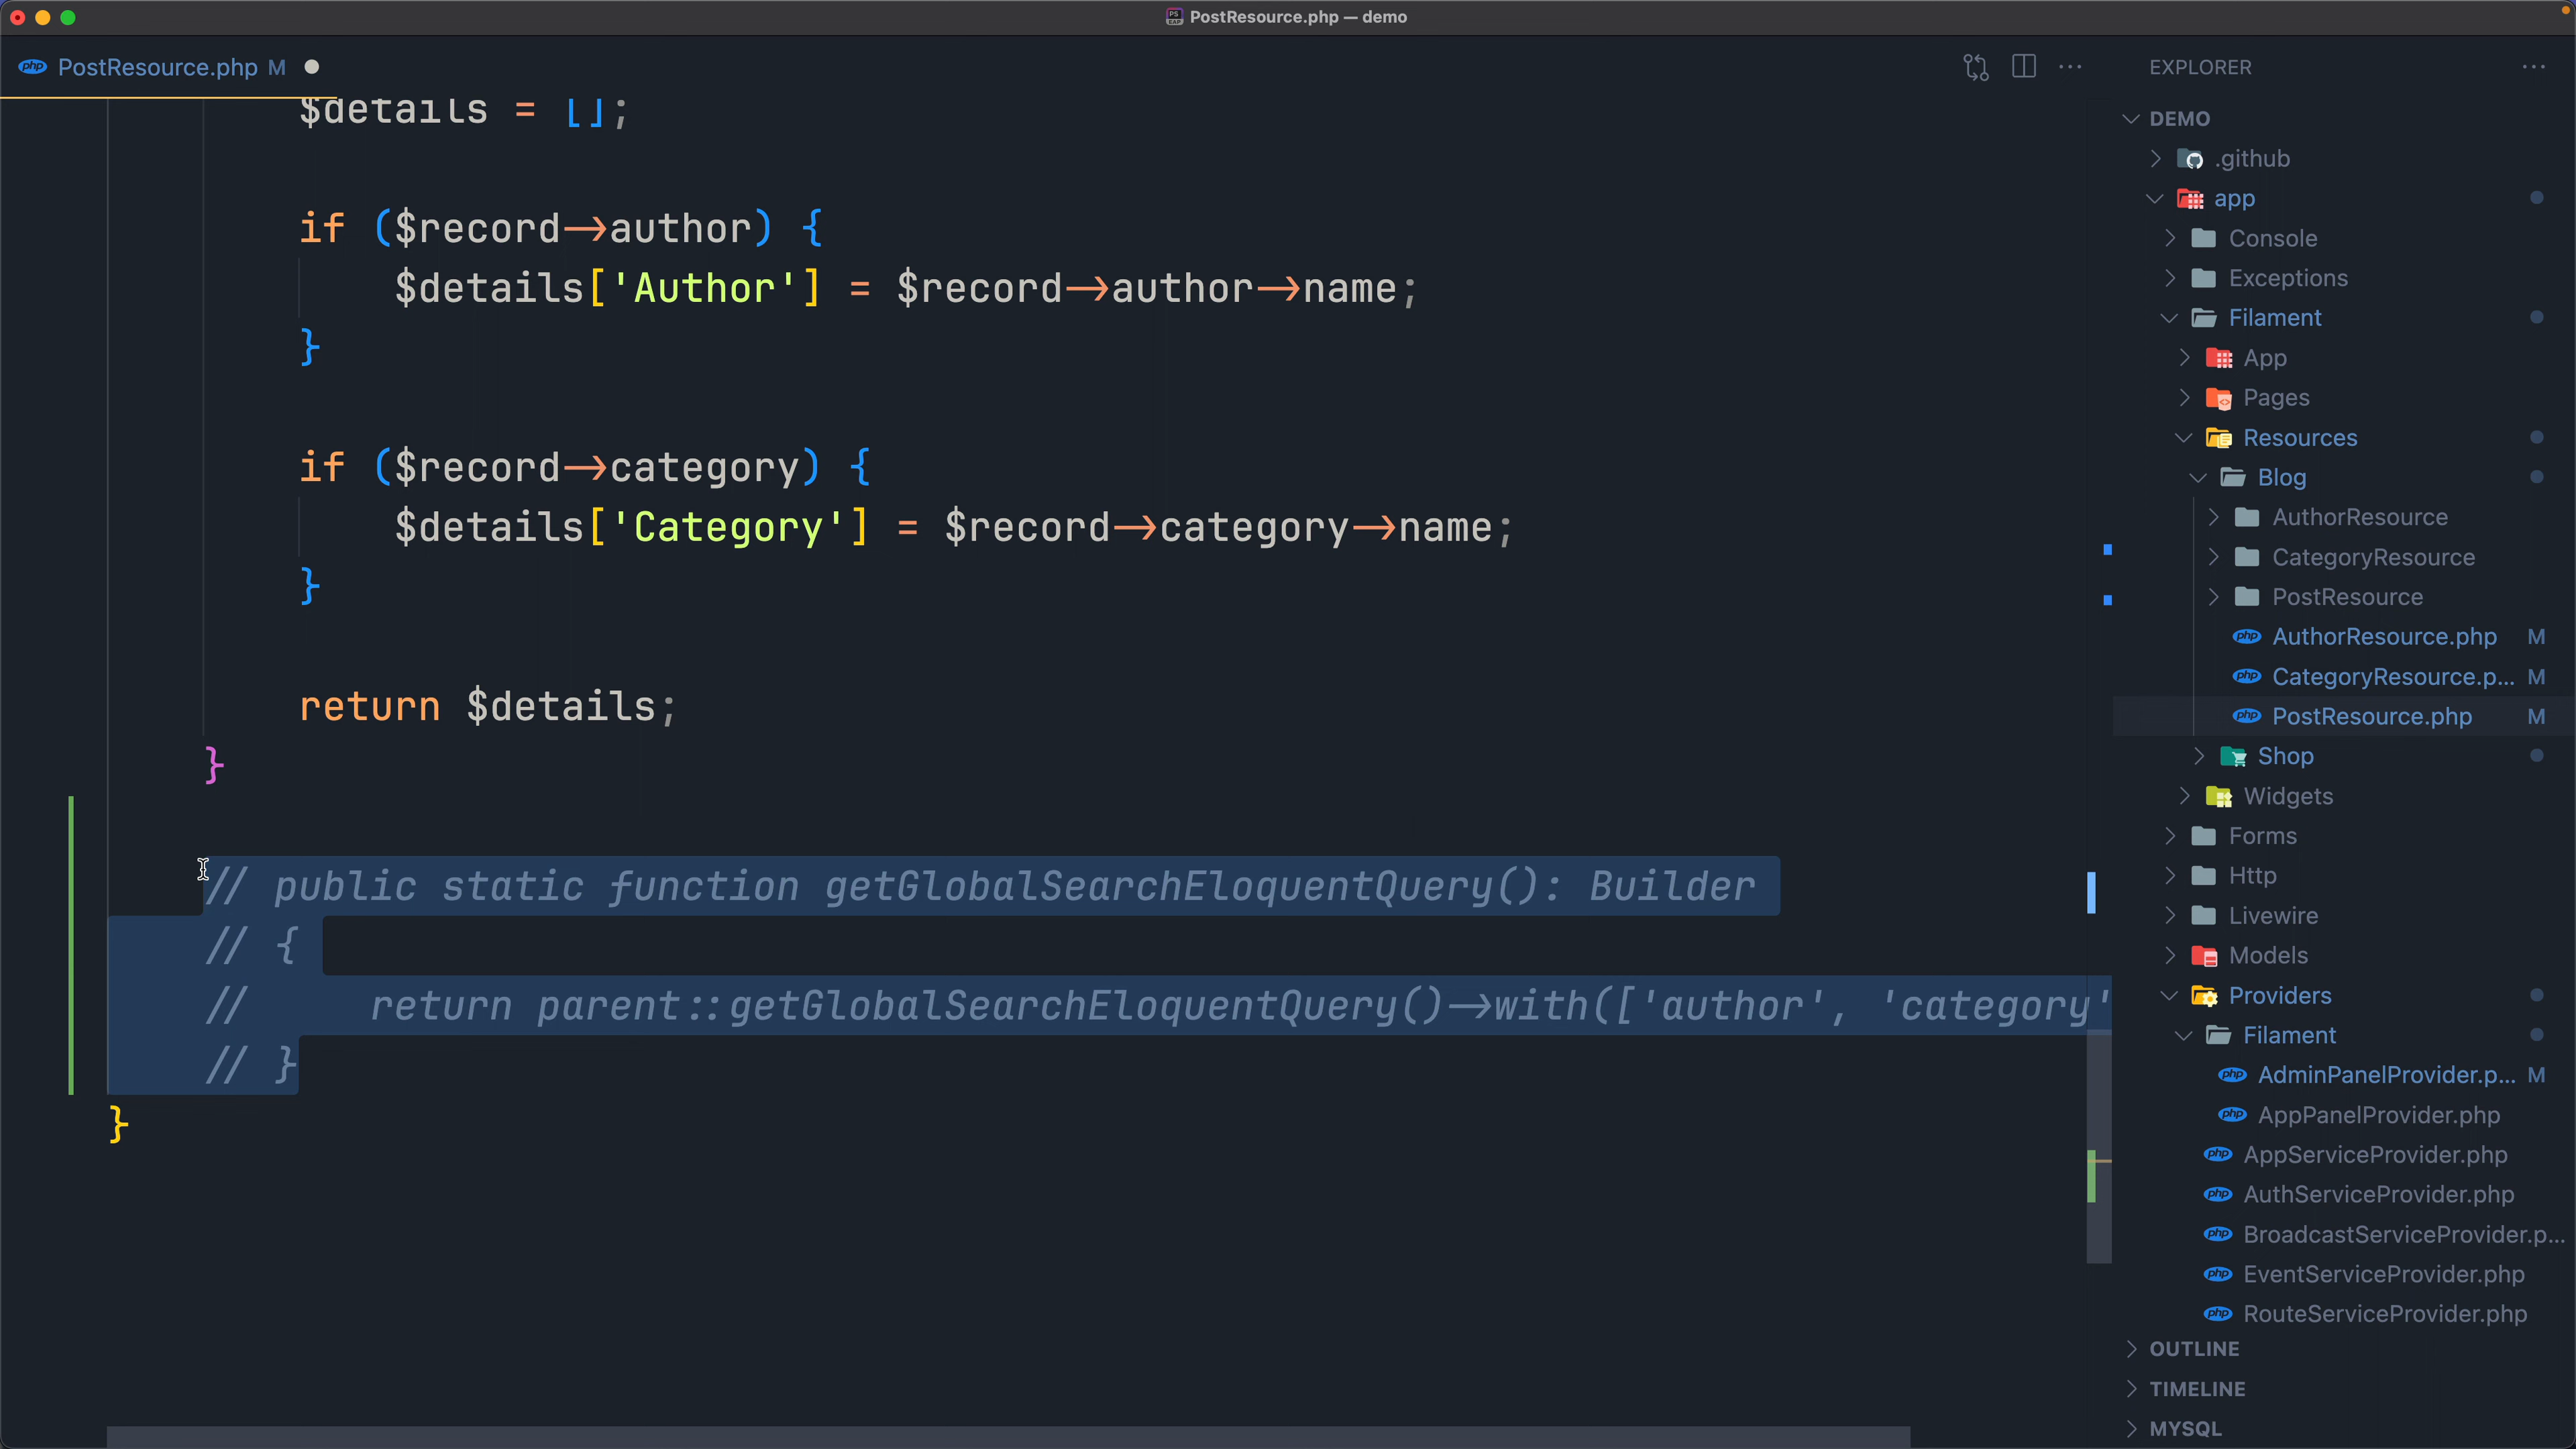 PostResource.php — demo
PostResource.php M
$details = [];
if ($record->author) {
$details['Author'] = $record->author->name;
}
if ($record->category) {
$details['Category'] = $record->category->name;
}
return $details;
}
// public static function getGlobalSearchEloquentQuery(): Builder
// {
// return parent::getGlobalSearchEloquentQuery()->with(['author', 'category'
// }
}
EXPLORER
DEMO
.github
app
Console
Exceptions
Filament
App
Pages
Resources
Blog
AuthorResource
CategoryResource
PostResource
AuthorResource.php M
CategoryResource.p... M
PostResource.php M
Shop
Widgets
Forms
Http
Livewire
Models
Providers
Filament
AdminPanelProvider.p... M
AppPanelProvider.php
AppServiceProvider.php
AuthServiceProvider.php
BroadcastServiceProvider.p...
EventServiceProvider.php
RouteServiceProvider.php
OUTLINE
TIMELINE
MYSQL